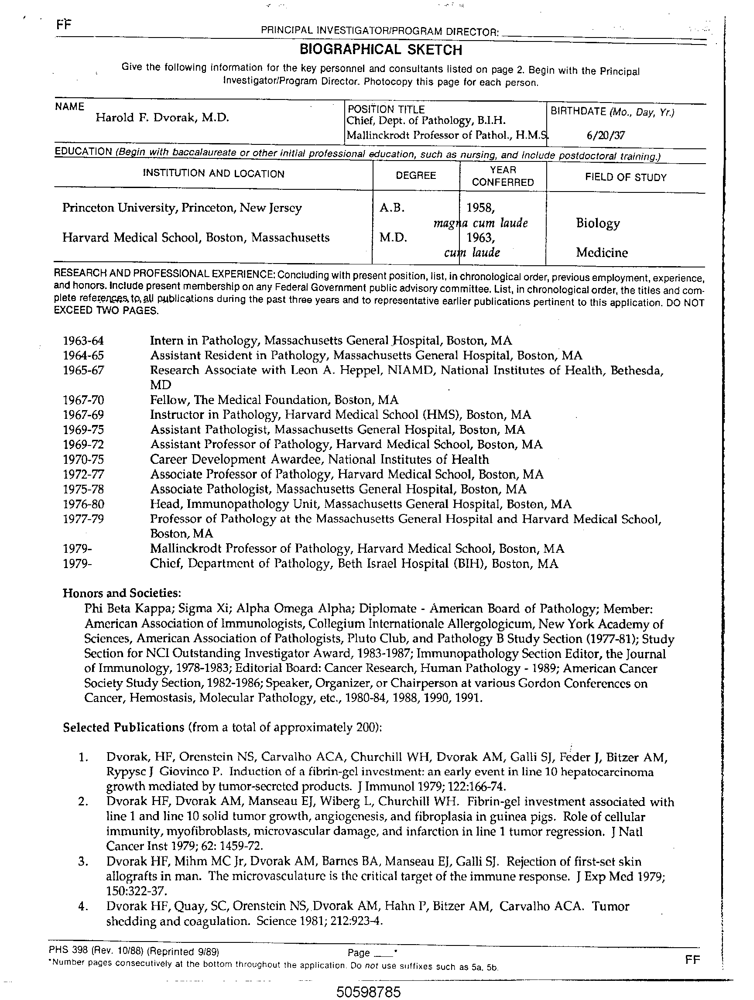 FF
PRINCIPAL INVESTIGATOR/PROGRAM DIRECTOR:
BIOGRAPHICAL SKETCH
Give the following information for the key personnel and consultants listed on page 2. Begin with the Principal
Investigator/Program Director. Photocopy this page for each person.
NAME
Harold F. Dvorak, M.D.
POSITION TITLE
Chief, Dept. of Pathology, B.I.H.
Mallinckrodt Professor of Pathol., H.M.S.
BIRTHDATE (Mo., Day, Yr.)
6/20/37
EDUCATION (Begin with baccalaureate or other initial professional education, such as nursing, and include postdoctoral training.)
INSTITUTION AND LOCATION
DEGREE
YEAR
CONFERRED
FIELD OF STUDY
Princeton University, Princeton, New Jersey
A.B.
1958,
magna cum laude
Biology
Harvard Medical School, Boston, Massachusetts
M.D.
1963,
cum laude
Medicine
RESEARCH AND PROFESSIONAL EXPERIENCE: Concluding with present position, list, in chronological order, previous employment, experience,
and honors. Include present membership on any Federal Government public advisory committee. List, in chronological order, the titles and com-
plete references to all publications during the past three years and to representative earlier publications pertinent to this application. DO NOT
EXCEED TWO PAGES.
1963-64 Intern in Pathology, Massachusetts General Hospital, Boston, MA
1964-65 Assistant Resident in Pathology, Massachusetts General Hospital, Boston, MA
1965-67 Research Associate with Leon A. Heppel, NIAMD, National Institutes of Health, Bethesda,
MD
1967-70 Fellow, The Medical Foundation, Boston, MA
1967-69 Instructor in Pathology, Harvard Medical School (HMS), Boston, MA
1969-75 Assistant Pathologist, Massachusetts General Hospital, Boston, MA
1969-72 Assistant Professor of Pathology, Harvard Medical School, Boston, MA
1970-75 Career Development Awardee, National Institutes of Health
1972-77 Associate Professor of Pathology, Harvard Medical School, Boston, MA
1975-78 Associate Pathologist, Massachusetts General Hospital, Boston, MA
1976-80 Head, Immunopathology Unit, Massachusetts General Hospital, Boston, MA
1977-79 Professor of Pathology at the Massachusetts General Hospital and Harvard Medical School,
Boston, MA
1979- Mallinckrodt Professor of Pathology, Harvard Medical School, Boston, MA
1979- Chief, Department of Pathology, Beth Israel Hospital (BIH), Boston, MA
Honors and Societies:
Phi Beta Kappa; Sigma Xi; Alpha Omega Alpha; Diplomate - American Board of Pathology; Member:
American Association of Immunologists, Collegium Internationale Allergologicum, New York Academy of
Sciences, American Association of Pathologists, Pluto Club, and Pathology B Study Section (1977-81); Study
Section for NCI Outstanding Investigator Award, 1983-1987; Immunopathology Section Editor, the Journal
of Immunology, 1978-1983; Editorial Board: Cancer Research, Human Pathology - 1989; American Cancer
Society Study Section, 1982-1986; Speaker, Organizer, or Chairperson at various Gordon Conferences on
Cancer, Hemostasis, Molecular Pathology, etc., 1980-84, 1988, 1990, 1991.
Selected Publications (from a total of approximately 200):
1. Dvorak, HF, Orenstein NS, Carvalho ACA, Churchill WH, Dvorak AM, Galli SJ, Feder J, Bitzer AM,
Rypysc J Giovinco P. Induction of a fibrin-gel investment: an early event in line 10 hepatocarcinoma
growth mediated by tumor-secreted products. J Immunol 1979; 122:166-74.
2. Dvorak HF, Dvorak AM, Manseau EJ, Wiberg L, Churchill WH. Fibrin-gel investment associated with
line 1 and line 10 solid tumor growth, angiogenesis, and fibroplasia in guinea pigs. Role of cellular
immunity, myofibroblasts, microvascular damage, and infarction in line 1 tumor regression. J Natl
Cancer Inst 1979; 62: 1459-72.
3. Dvorak HF, Mihm MC Jr, Dvorak AM, Barnes BA, Manseau EJ, Galli SJ. Rejection of first-set skin
allografts in man. The microvasculature is the critical target of the immune response. J Exp Med 1979;
150:322-37.
4. Dvorak HF, Quay, SC, Orenstein NS, Dvorak AM, Hahn P, Bitzer AM, Carvalho ACA. Tumor
shedding and coagulation. Science 1981; 212:923-4.
PHS 398 (Rev. 10/88) (Reprinted 9/89)
Page ___*
FF
*Number pages consecutively at the bottom throughout the application. Do not use suffixes such as 5a, 5b.
50598785